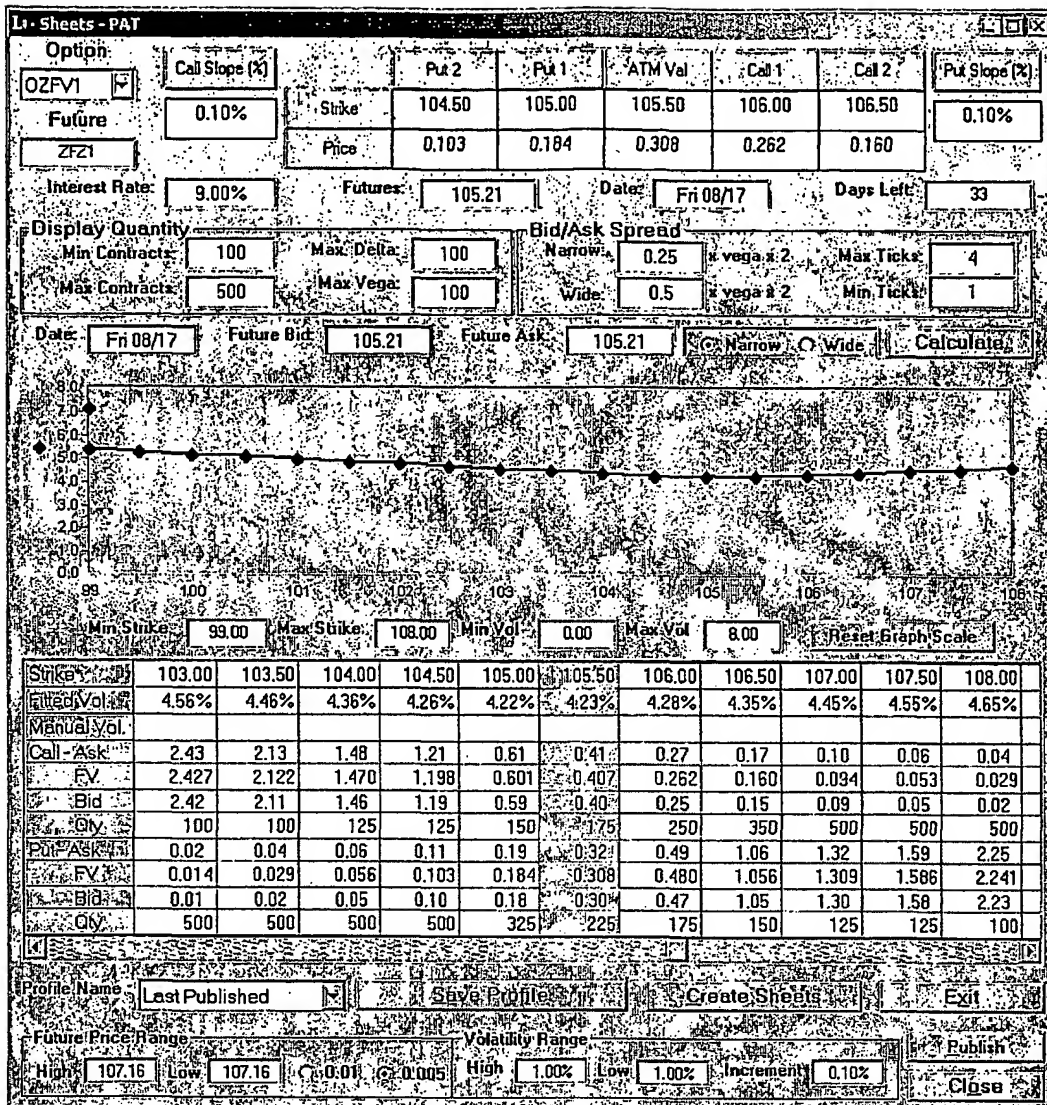 Sheets - PAT
Option Call Slope (%) Put 2 Put 1 ATM Val Call 1 Call 2 Put Slope (%)
OZFV1 0.10% Strike 104.50 105.00 105.50 106.00 106.50 0.10%
Future
ZFZ1 Price 0.103 0.184 0.308 0.262 0.160
Interest Rate: 9.00% Futures: 105.21 Date: Fri 08/17 Days Left: 33
Display Quantity Bid/Ask Spread
Min Contracts: 100 Max. Delta: 100 Narrow: 0.25 x vega x 2 Max Ticks: 4
Max Contracts: 500 Max Vega: 100 Wide: 0.5 x vega x 2 Min Ticks: 1
Date: Fri 08/17 Future Bid: 105.21 Future Ask: 105.21 Narrow Wide Calculate
8.0
7.0
6.0
5.0
4.0
3.0
2.0
1.0
0.0
99 100 101 102 103 104 105 106 107 108
Min Strike: 99.00 Max Strike: 108.00 Min Vol 0.00 Max Vol 8.00 Reset Graph Scale
Strike 103.00 103.50 104.00 104.50 105.00 105.50 106.00 106.50 107.00 107.50 108.00
Fitted Vol. 4.56% 4.46% 4.36% 4.26% 4.22% 4.23% 4.28% 4.35% 4.45% 4.55% 4.65%
Manual Vol.
Call - Ask 2.43 2.13 1.48 1.21 0.61 0.41 0.27 0.17 0.10 0.06 0.04
FV 2.427 2.122 1.470 1.198 0.601 0.407 0.262 0.160 0.094 0.053 0.029
Bid 2.42 2.11 1.46 1.19 0.59 0.40 0.25 0.15 0.09 0.05 0.02
Qty 100 100 125 125 150 175 250 350 500 500 500
Put - Ask 0.02 0.04 0.06 0.11 0.19 0.32 0.49 1.06 1.32 1.59 2.25
FV 0.014 0.029 0.056 0.103 0.184 0.308 0.480 1.056 1.309 1.586 2.241
Bid 0.01 0.02 0.05 0.10 0.18 0.30 0.47 1.05 1.30 1.58 2.23
Qty 500 500 500 500 325 225 175 150 125 125 100
Profile Name Last Published Save Profile Create Sheets Exit
Future Price Range Volatility Range Publish
High 107.16 Low 107.16 0.01 0.005 High 1.00% Low 1.00% Increment 0.10% Close